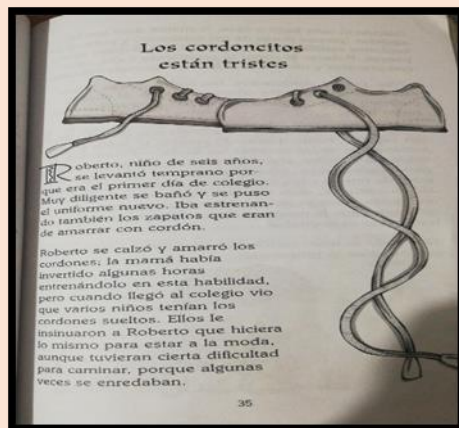 Los cordoncitos
están tristes
Roberto, niño de seis años,
se levantó temprano por-
que era el primer día de colegio.
Muy diligente se bañó y se puso
el uniforme nuevo. Iba estrenan-
do también los zapatos que eran
de amarrar con cordón.
Roberto se calzó y amarró los
cordones; la mamá había
invertido algunas horas
entrenándolo en esta habilidad,
pero cuando llegó al colegio vio
que varios niños tenían los
cordones sueltos. Ellos le
insinuaron a Roberto que hiciera
lo mismo para estar a la moda,
aunque tuvieran cierta dificultad
para caminar, porque algunas
veces se enredaban.
35